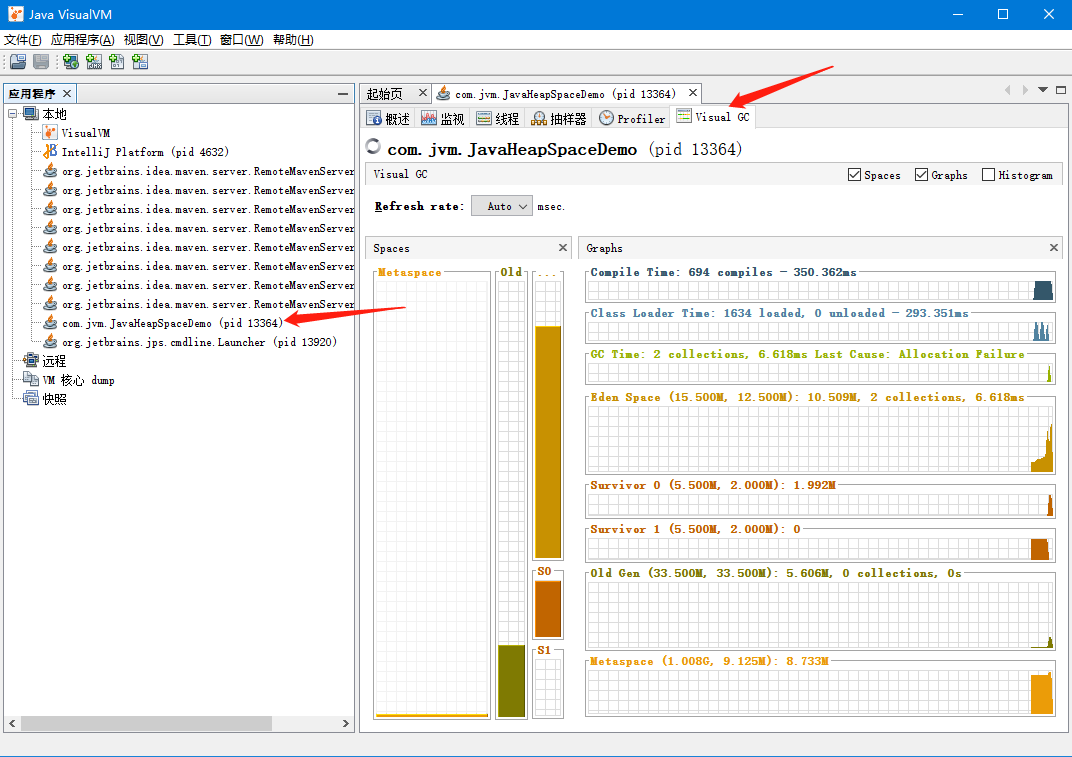 Java VisualVM
文件(F) 应用程序(A) 视图(V) 工具(T) 窗口(W) 帮助(H)
应用程序
本地
VisualVM
IntelliJ Platform (pid 4632)
org.jetbrains.idea.maven.server.RemoteMavenServer
org.jetbrains.idea.maven.server.RemoteMavenServer
org.jetbrains.idea.maven.server.RemoteMavenServer
org.jetbrains.idea.maven.server.RemoteMavenServer
org.jetbrains.idea.maven.server.RemoteMavenServer
org.jetbrains.idea.maven.server.RemoteMavenServer
org.jetbrains.idea.maven.server.RemoteMavenServer
org.jetbrains.idea.maven.server.RemoteMavenServer
com.jvm.JavaHeapSpaceDemo (pid 13364)
org.jetbrains.jps.cmdline.Launcher (pid 13920)
远程
VM 核心 dump
快照
起始页 com.jvm.JavaHeapSpaceDemo (pid 13364)
概述 监视 线程 抽样器 Profiler Visual GC
com.jvm.JavaHeapSpaceDemo (pid 13364)
Visual GC Spaces Graphs Histogram
Refresh rate: Auto msec.
Spaces
Metaspace Old ...
S0
S1
Graphs
Compile Time: 694 compiles - 350.362ms
Class Loader Time: 1634 loaded, 0 unloaded - 293.351ms
GC Time: 2 collections, 6.618ms Last Cause: Allocation Failure
Eden Space (15.500M, 12.500M): 10.509M, 2 collections, 6.618ms
Survivor 0 (5.500M, 2.000M): 1.992M
Survivor 1 (5.500M, 2.000M): 0
Old Gen (33.500M, 33.500M): 5.606M, 0 collections, 0s
Metaspace (1.008G, 9.125M): 8.733M